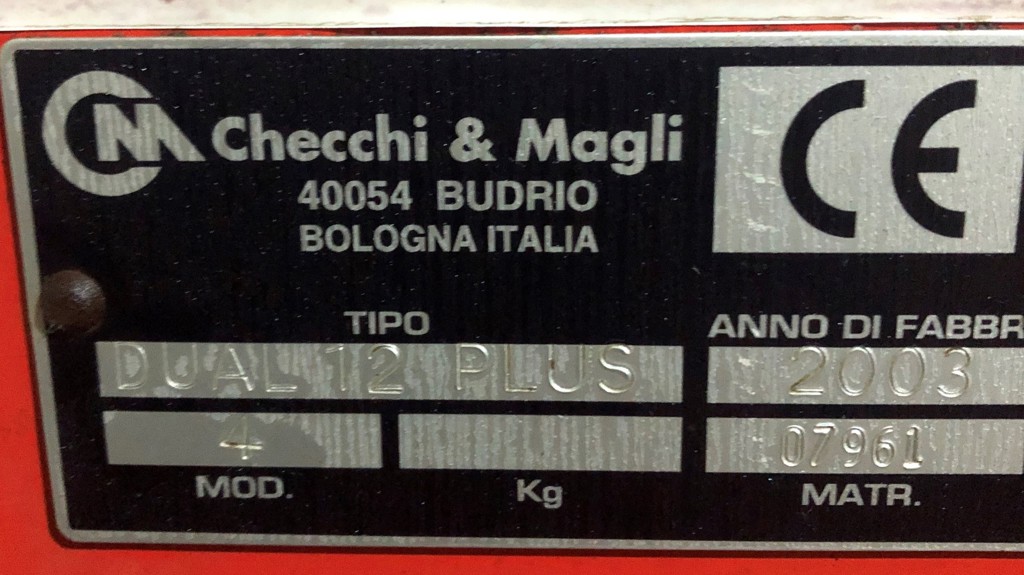 CM Checchi & Magli
40054 BUDRIO
BOLOGNA ITALIA
CE
TIPO
ANNO DI FABBR
DUAL 12 PLUS
2003
4
07961
MOD.
Kg
MATR.